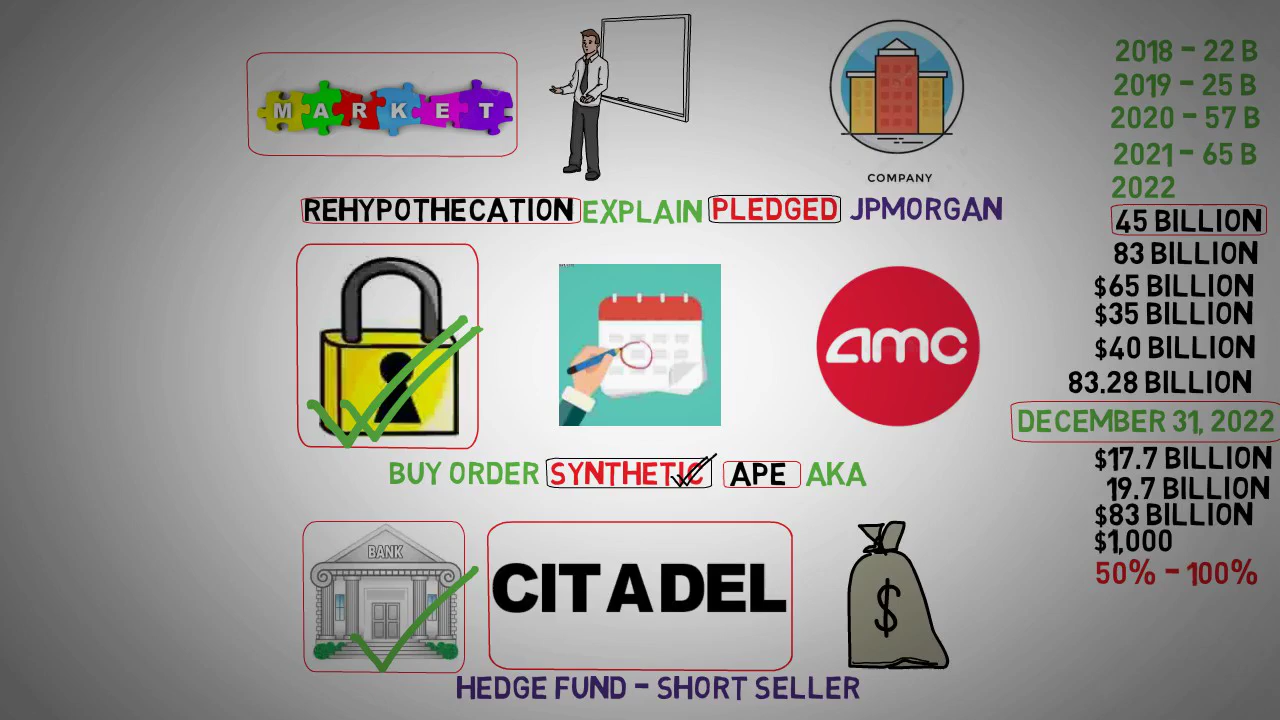 MARKET
COMPANY
REHYPOTHECATION EXPLAIN PLEDGED JPMORGAN
amc
BUY ORDER SYNTHETIC APE AKA
BANK
CITADEL
$
HEDGE FUND - SHORT SELLER
2018 - 22 B
2019 - 25 B
2020 - 57 B
2021 - 65 B
2022
45 BILLION
83 BILLION
$65 BILLION
$35 BILLION
$40 BILLION
83.28 BILLION
DECEMBER 31, 2022
$17.7 BILLION
19.7 BILLION
$83 BILLION
$1,000
50% - 100%